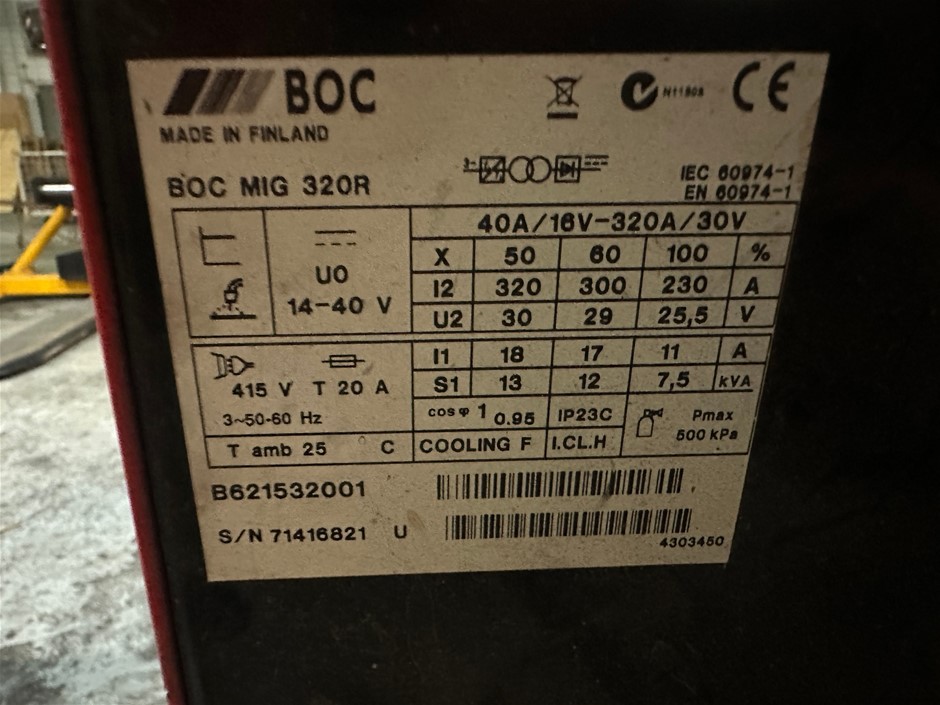 BOC
N11808
CE
MADE IN FINLAND
BOC MIG 320R
3~
IEC 60974-1
EN 60974-1
40A/16V-320A/30V
U0
14-40 V
X 50 60 100 %
I2 320 300 230 A
U2 30 29 25,5 V
415 V T 20 A
3~50-60 Hz
I1 18 17 11 A
S1 13 12 7,5 kVA
cos φ 1 0.95 IP23C
Pmax
500 kPa
T amb 25 ° C COOLING F I.CL.H
B621532001
S/N 71416821 U
4303450